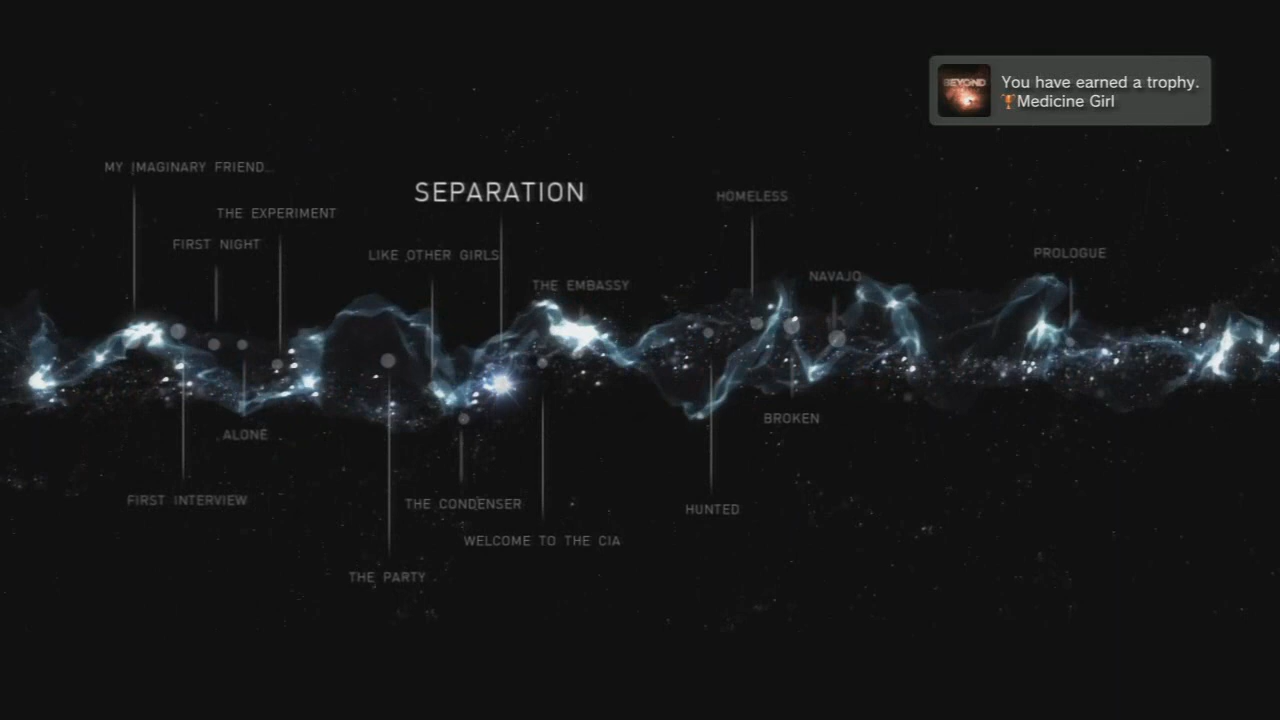 BEYOND
You have earned a trophy.
Medicine Girl
MY IMAGINARY FRIEND...
SEPARATION
HOMELESS
THE EXPERIMENT
FIRST NIGHT
LIKE OTHER GIRLS
PROLOGUE
NAVAJO
THE EMBASSY
BROKEN
ALONE
FIRST INTERVIEW
THE CONDENSER
HUNTED
WELCOME TO THE CIA
THE PARTY